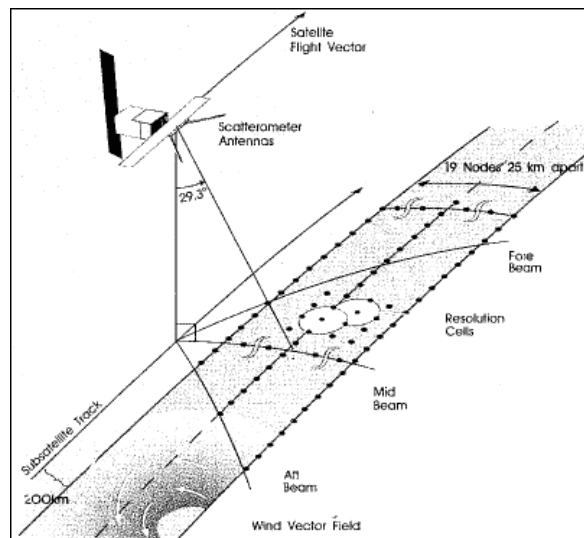 Satellite
Flight Vector
Scatterometer
Antennas
19 Nodes 25 km apart
29.3°
Fore
Beam
Resolution
Cells
Mid
Beam
Subsatellite Track
200km
Aft
Beam
Wind Vector Field